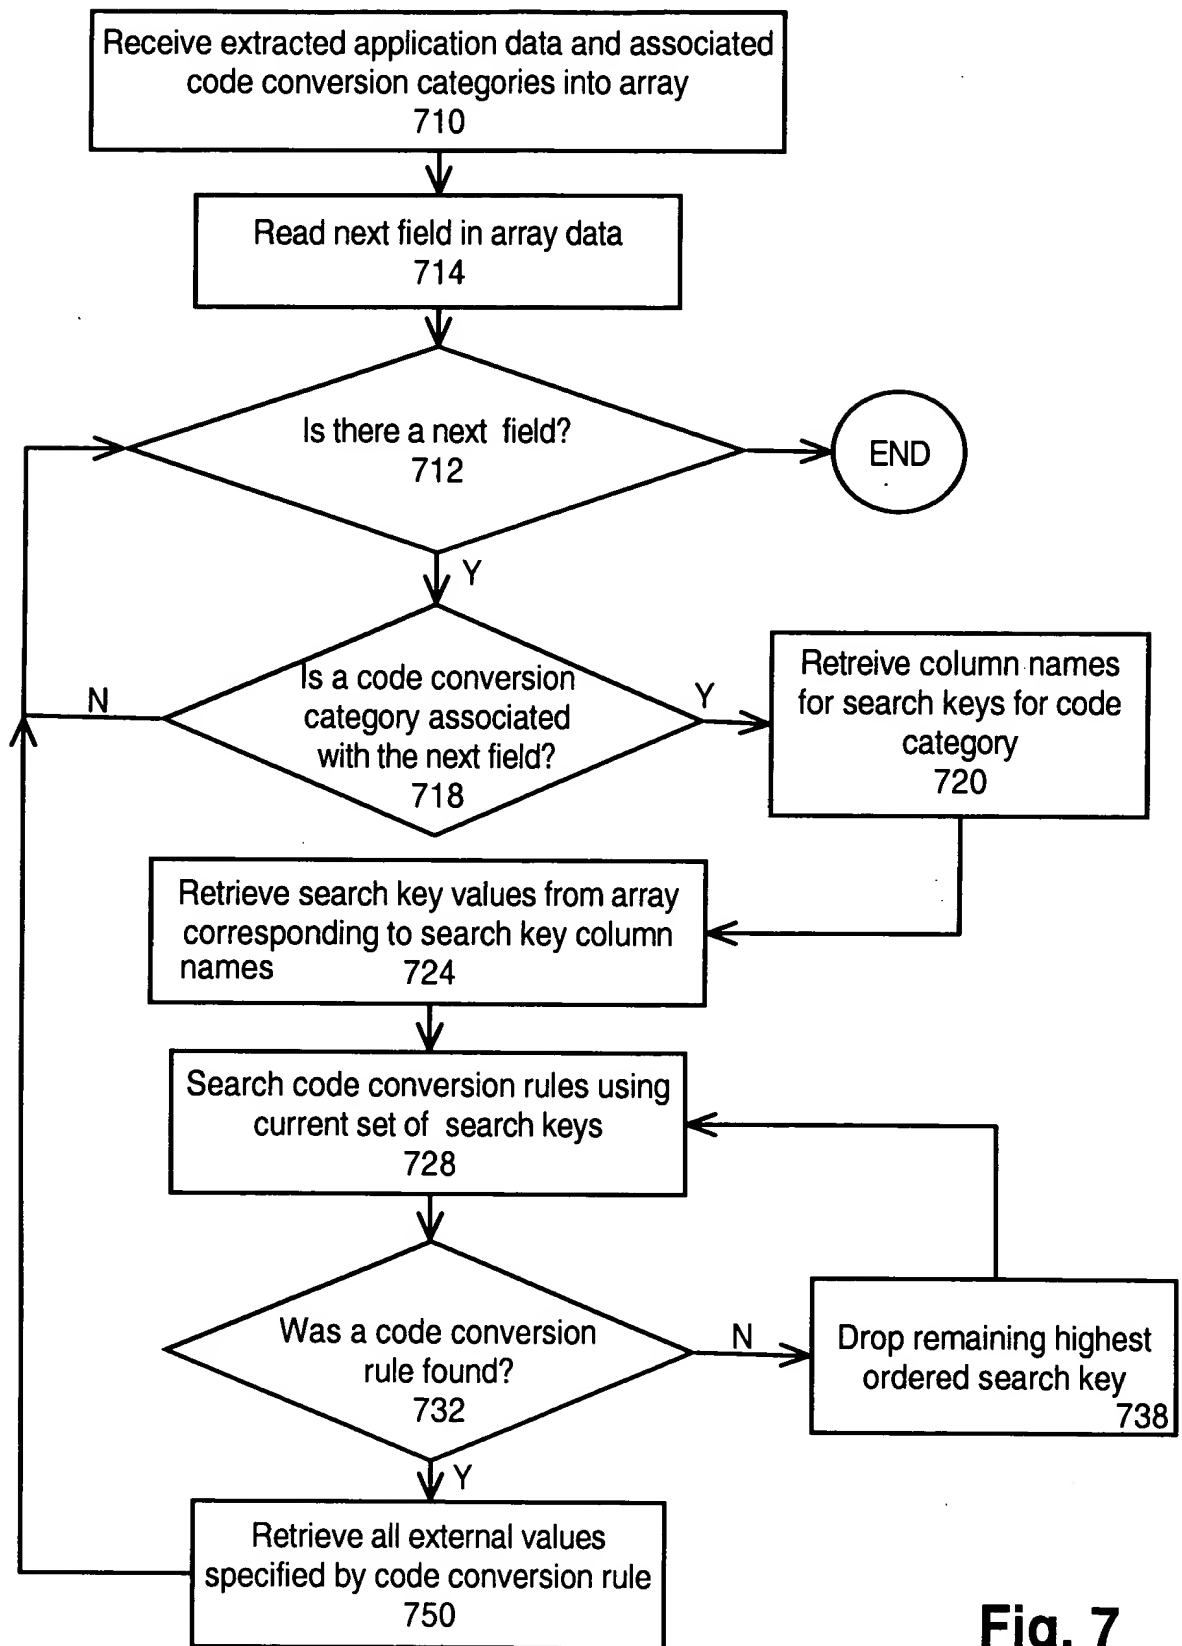 Receive extracted application data and associated
code conversion categories into array
710
Read next field in array data
714
Is there a next field?
712
END
Y
Is a code conversion
category associated
with the next field?
718
N
Y
Retreive column names
for search keys for code
category
720
Retrieve search key values from array
corresponding to search key column
names 724
Search code conversion rules using
current set of search keys
728
Was a code conversion
rule found?
732
N
Drop remaining highest
ordered search key
738
Y
Retrieve all external values
specified by code conversion rule
750
Fig. 7